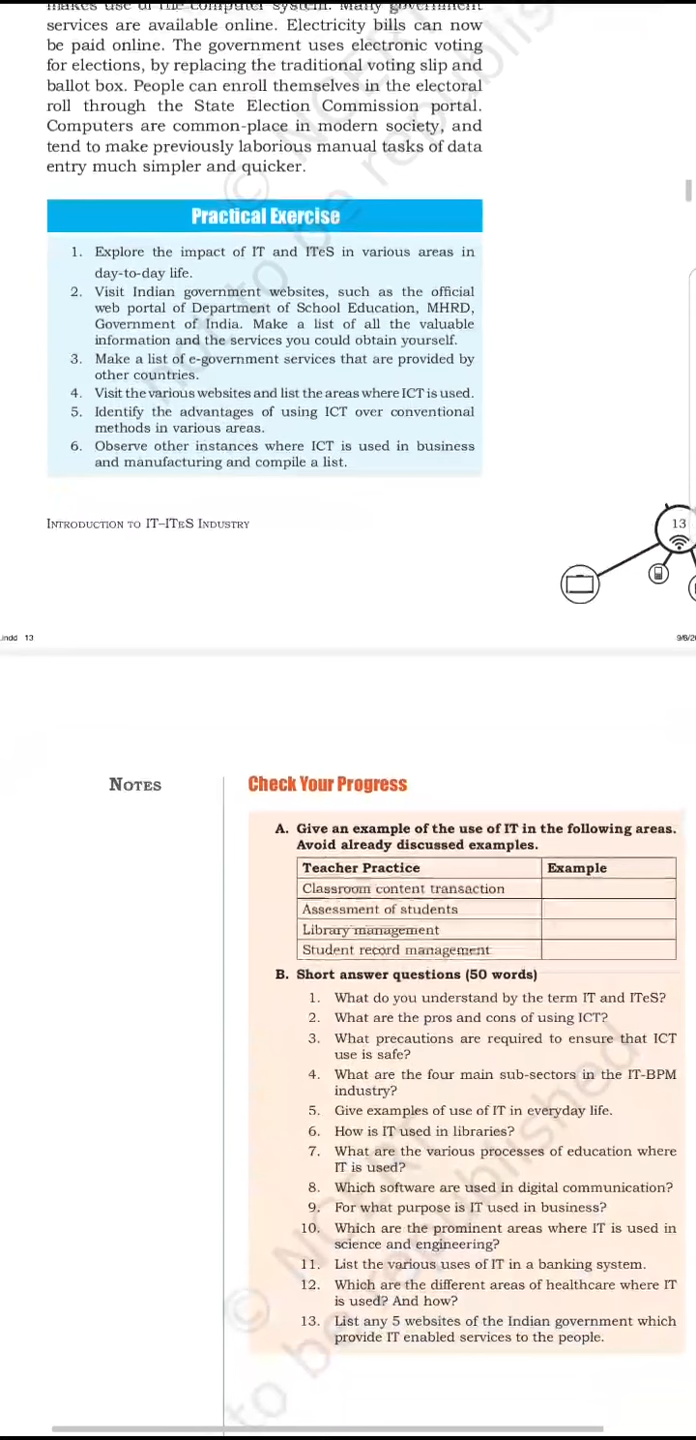 makes use of the computer system. Many government
services are available online. Electricity bills can now
be paid online. The government uses electronic voting
for elections, by replacing the traditional voting slip and
ballot box. People can enroll themselves in the electoral
roll through the State Election Commission portal.
Computers are common-place in modern society, and
tend to make previously laborious manual tasks of data
entry much simpler and quicker.
Practical Exercise
1. Explore the impact of IT and ITeS in various areas in
day-to-day life.
2. Visit Indian government websites, such as the official
web portal of Department of School Education, MHRD,
Government of India. Make a list of all the valuable
information and the services you could obtain yourself.
3. Make a list of e-government services that are provided by
other countries.
4. Visit the various websites and list the areas where ICT is used.
5. Identify the advantages of using ICT over conventional
methods in various areas.
6. Observe other instances where ICT is used in business
and manufacturing and compile a list.
INTRODUCTION TO IT–ITES INDUSTRY
13
.indd 13
NOTES
Check Your Progress
A. Give an example of the use of IT in the following areas.
Avoid already discussed examples.
Teacher Practice Example
Classroom content transaction
Assessment of students
Library management
Student record management
B. Short answer questions (50 words)
1. What do you understand by the term IT and ITeS?
2. What are the pros and cons of using ICT?
3. What precautions are required to ensure that ICT
use is safe?
4. What are the four main sub-sectors in the IT-BPM
industry?
5. Give examples of use of IT in everyday life.
6. How is IT used in libraries?
7. What are the various processes of education where
IT is used?
8. Which software are used in digital communication?
9. For what purpose is IT used in business?
10. Which are the prominent areas where IT is used in
science and engineering?
11. List the various uses of IT in a banking system.
12. Which are the different areas of healthcare where IT
is used? And how?
13. List any 5 websites of the Indian government which
provide IT enabled services to the people.
© NCERT
to be republished